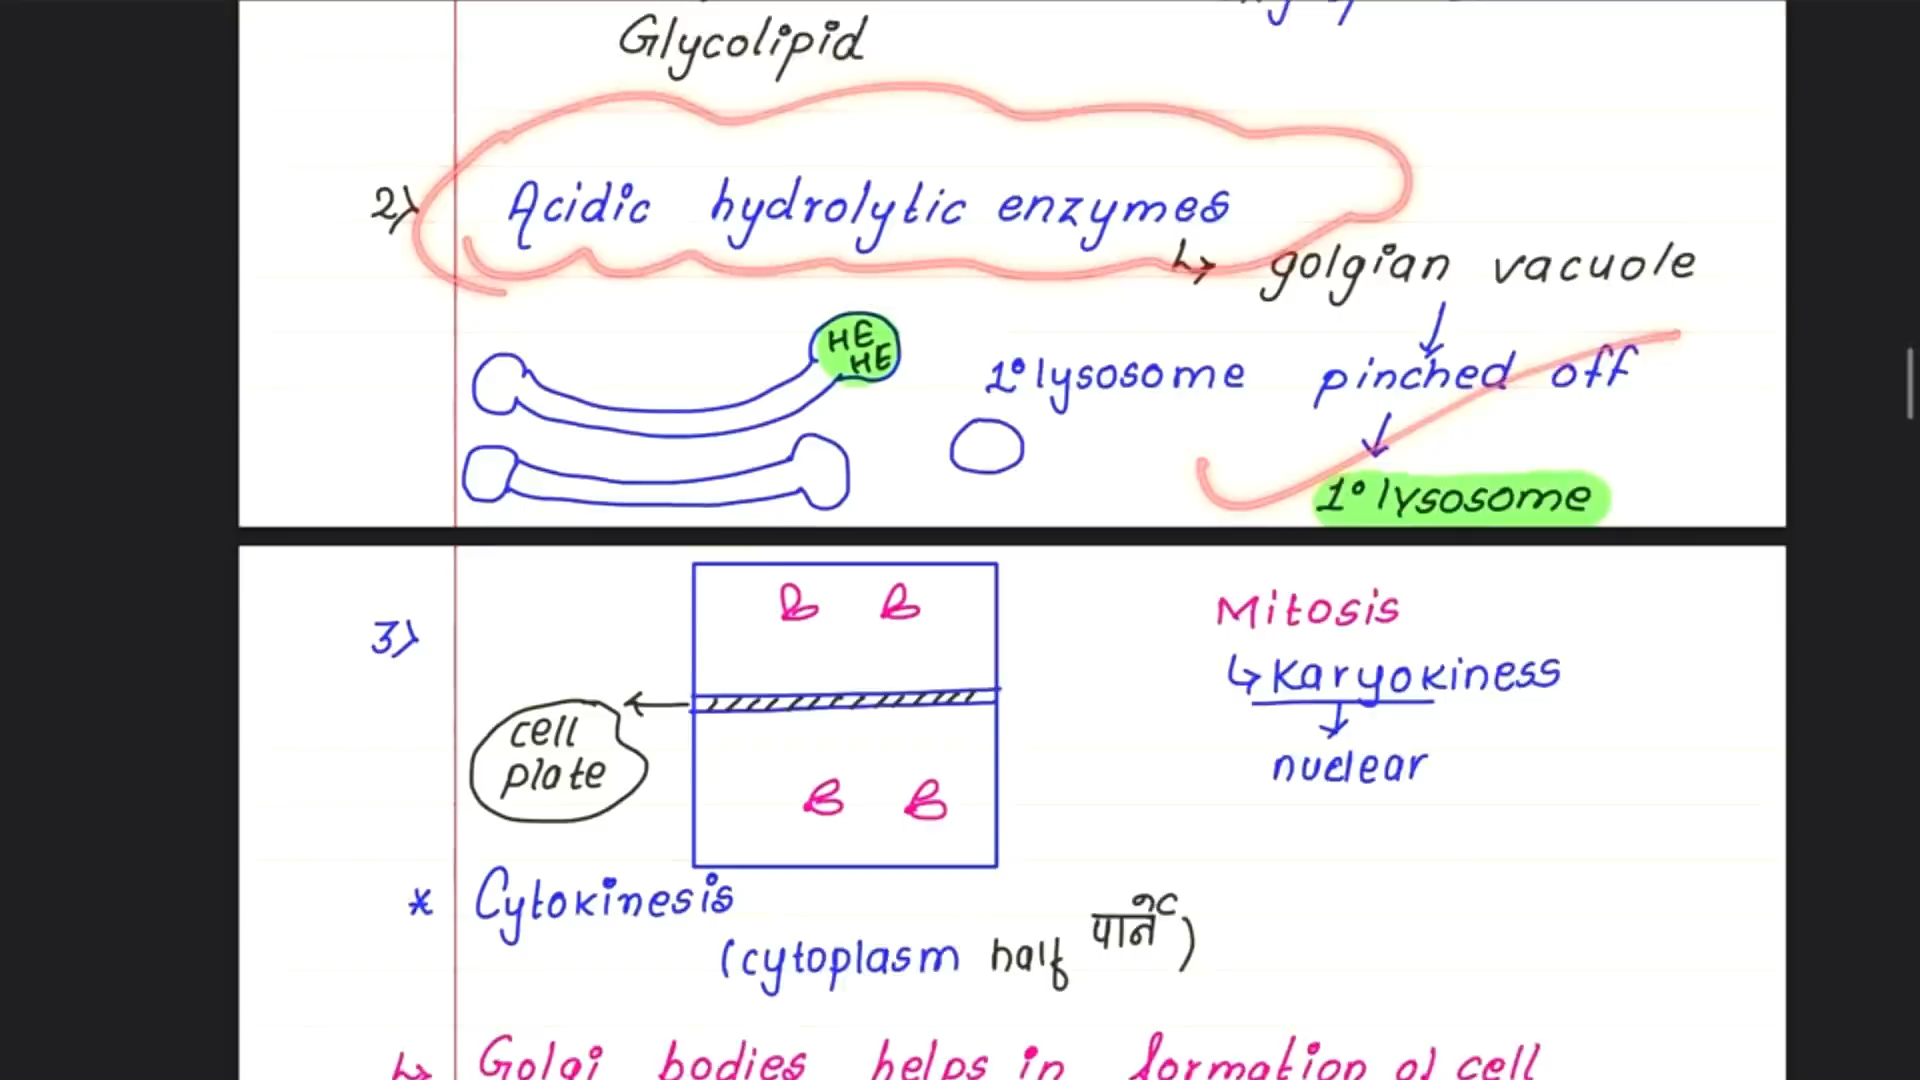 Glycolipid
2) Acidic hydrolytic enzymes
↳ golgian vacuole
↓
HE
HE
1° lysosome pinched off
↓
1° lysosome
3)
Mitosis
↳ Karyokiness
↓
nuclear
cell
plate
* Cytokinesis
(cytoplasm half
↳ Golgi bodies helps in formation of cell